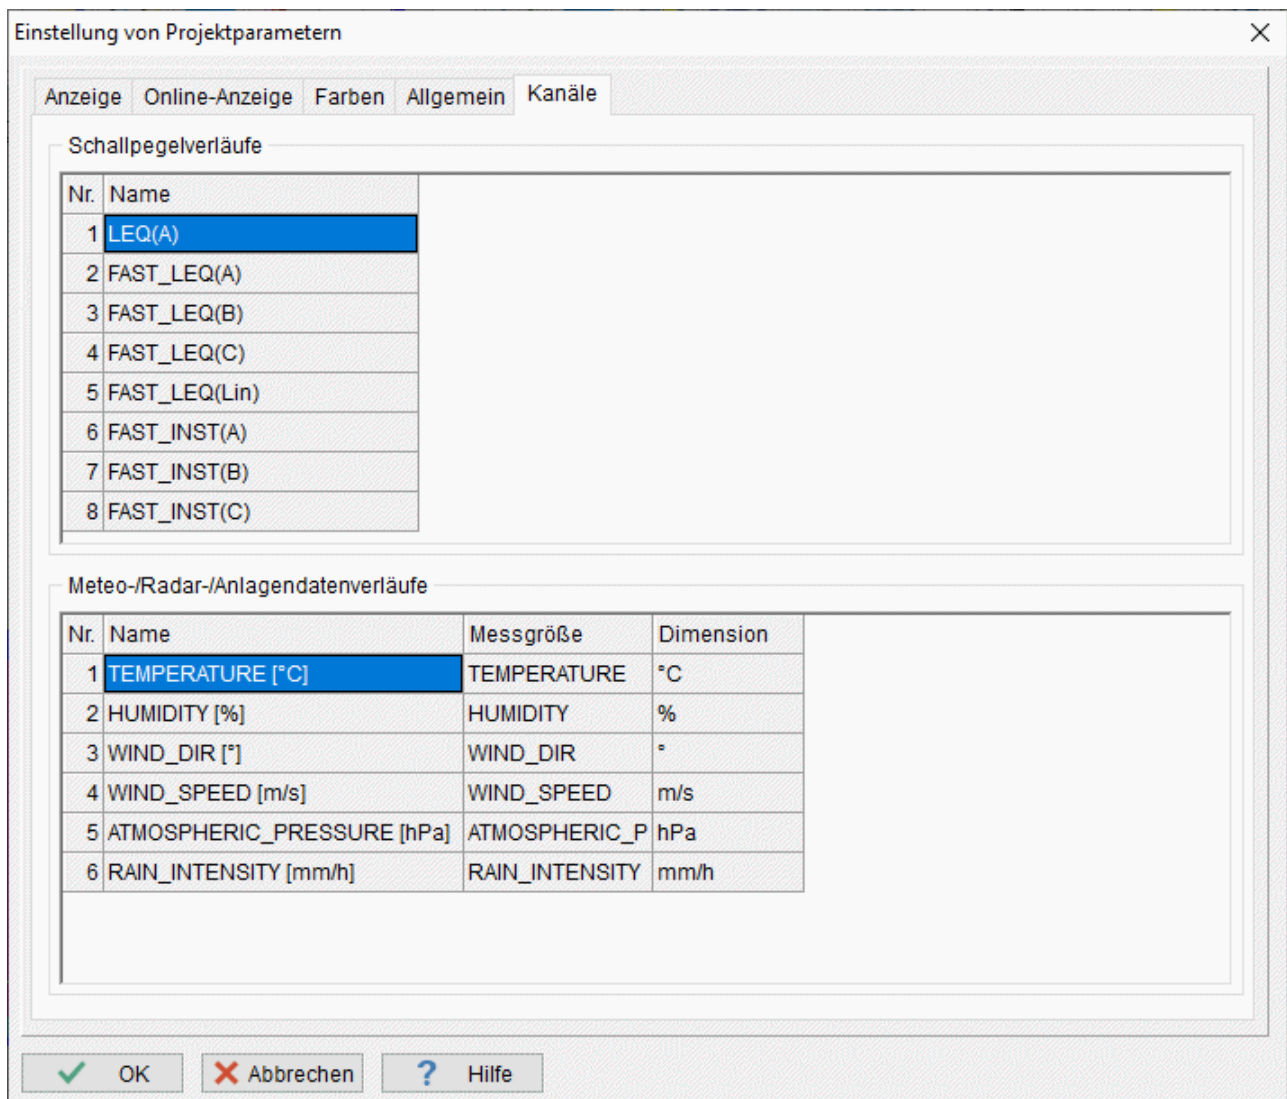 Einstellung von Projektparametern
Anzeige Online-Anzeige Farben Allgemein Kanäle
Schallpegelverläufe
Nr. Name
1 LEQ(A)
2 FAST_LEQ(A)
3 FAST_LEQ(B)
4 FAST_LEQ(C)
5 FAST_LEQ(Lin)
6 FAST_INST(A)
7 FAST_INST(B)
8 FAST_INST(C)
Meteo-/Radar-/Anlagendatenverläufe
Nr. Name Messgröße Dimension
1 TEMPERATURE [°C] TEMPERATURE °C
2 HUMIDITY [%] HUMIDITY %
3 WIND_DIR [°] WIND_DIR °
4 WIND_SPEED [m/s] WIND_SPEED m/s
5 ATMOSPHERIC_PRESSURE [hPa] ATMOSPHERIC_P hPa
6 RAIN_INTENSITY [mm/h] RAIN_INTENSITY mm/h
OK Abbrechen ? Hilfe